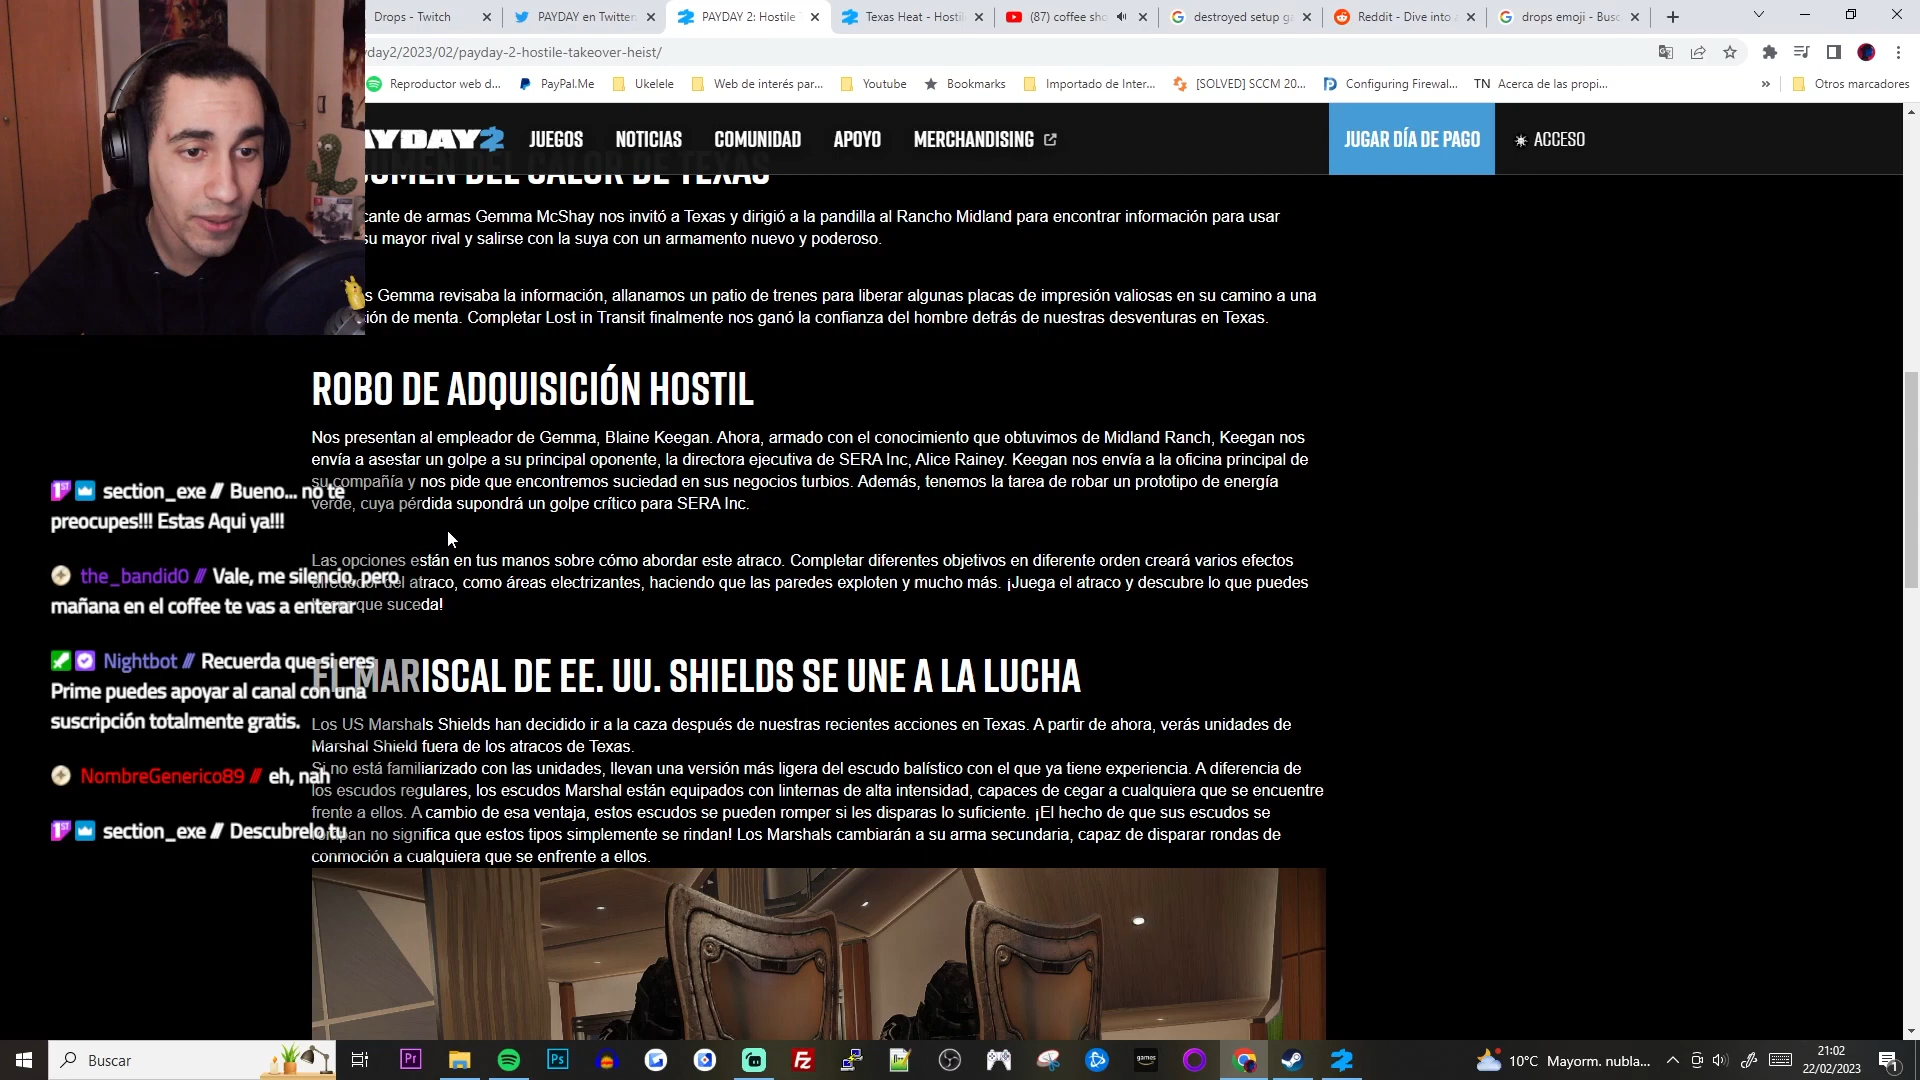 Drops - Twitch
PAYDAY en Twitter:
PAYDAY 2: Hostile
Texas Heat - Hostil
(87) coffee sho
destroyed setup ga
Reddit - Dive into a
drops emoji - Busc
yday2/2023/02/payday-2-hostile-takeover-heist/
Reproductor web d...
PayPal.Me
Ukelele
Web de interés par...
Youtube
Bookmarks
Importado de Inter...
[SOLVED] SCCM 20...
Configuring Firewal...
TN Acerca de las propi...
»
Otros marcadores
AYDAY2
JUEGOS
NOTICIAS
COMUNIDAD
APOYO
MERCHANDISING
JUGAR DÍA DE PAGO
ACCESO
UMEN DEL CALOR DE TEXAS
cante de armas Gemma McShay nos invitó a Texas y dirigió a la pandilla al Rancho Midland para encontrar información para usar
su mayor rival y salirse con la suya con un armamento nuevo y poderoso.
s Gemma revisaba la información, allanamos un patio de trenes para liberar algunas placas de impresión valiosas en su camino a una
ión de menta. Completar Lost in Transit finalmente nos ganó la confianza del hombre detrás de nuestras desventuras en Texas.
ROBO DE ADQUISICIÓN HOSTIL
Nos presentan al empleador de Gemma, Blaine Keegan. Ahora, armado con el conocimiento que obtuvimos de Midland Ranch, Keegan nos
envía a asestar un golpe a su principal oponente, la directora ejecutiva de SERA Inc, Alice Rainey. Keegan nos envía a la oficina principal de
su compañía y nos pide que encontremos suciedad en sus negocios turbios. Además, tenemos la tarea de robar un prototipo de energía
verde, cuya pérdida supondrá un golpe crítico para SERA Inc.
Las opciones están en tus manos sobre cómo abordar este atraco. Completar diferentes objetivos en diferente orden creará varios efectos
alrededor del atraco, como áreas electrizantes, haciendo que las paredes exploten y mucho más. ¡Juega el atraco y descubre lo que puedes
que suceda!
EL MARISCAL DE EE. UU. SHIELDS SE UNE A LA LUCHA
Los US Marshals Shields han decidido ir a la caza después de nuestras recientes acciones en Texas. A partir de ahora, verás unidades de
Marshal Shield fuera de los atracos de Texas.
Si no está familiarizado con las unidades, llevan una versión más ligera del escudo balístico con el que ya tiene experiencia. A diferencia de
los escudos regulares, los escudos Marshal están equipados con linternas de alta intensidad, capaces de cegar a cualquiera que se encuentre
frente a ellos. A cambio de esa ventaja, estos escudos se pueden romper si les disparas lo suficiente. ¡El hecho de que sus escudos se
rompan no significa que estos tipos simplemente se rindan! Los Marshals cambiarán a su arma secundaria, capaz de disparar rondas de
conmoción a cualquiera que se enfrente a ellos.
section_exe // Bueno... no te
preocupes!!! Estas Aqui ya!!!
the_bandid0 // Vale, me silencio, pero
mañana en el coffee te vas a enterar
Nightbot // Recuerda que si eres
Prime puedes apoyar al canal con una
suscripción totalmente gratis.
NombreGenerico89 // eh, nah
section_exe // Descubrelo tu
Buscar
Pr
Ps
games
10°C Mayorm. nubla...
21:02
22/02/2023
1